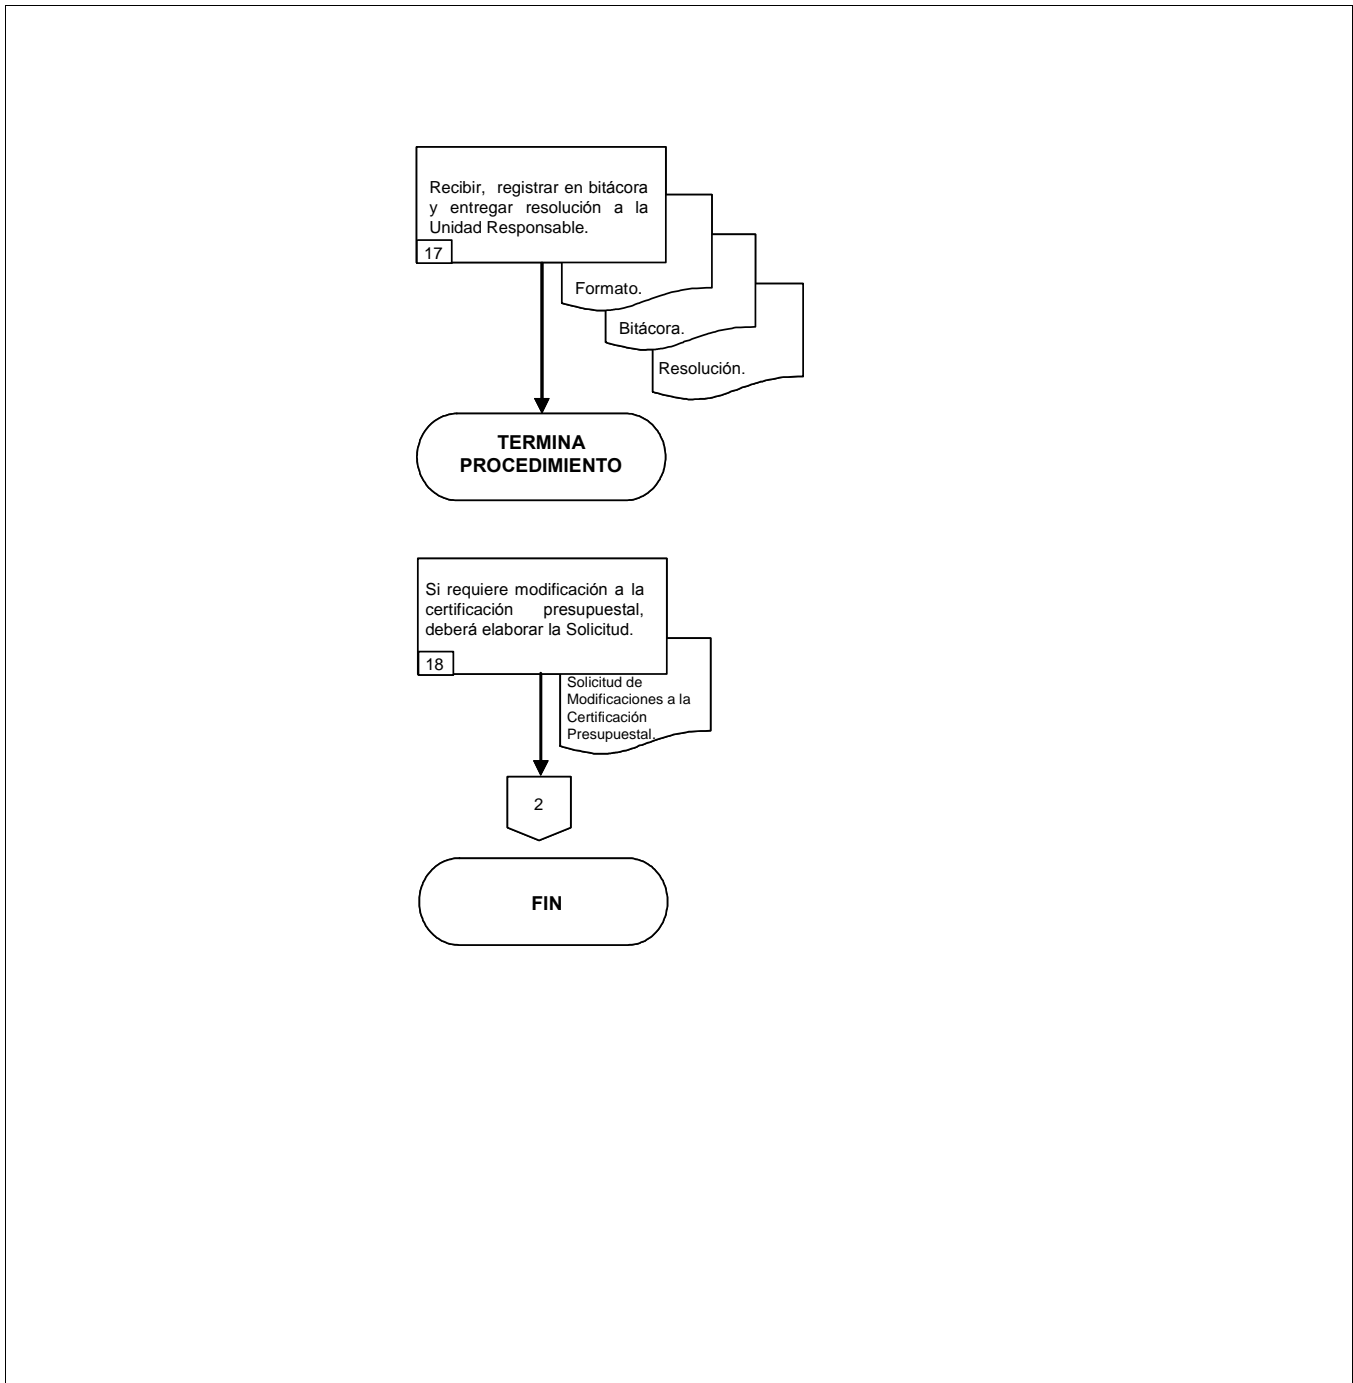 Recibir, registrar en bitácora
y entregar resolución a la
Unidad Responsable.
17
Formato.
Bitácora.
Resolución.
TERMINA
PROCEDIMIENTO
Si requiere modificación a la
certificación presupuestal,
deberá elaborar la Solicitud.
18
Solicitud de
Modificaciones a la
Certificación
Presupuestal.
2
FIN